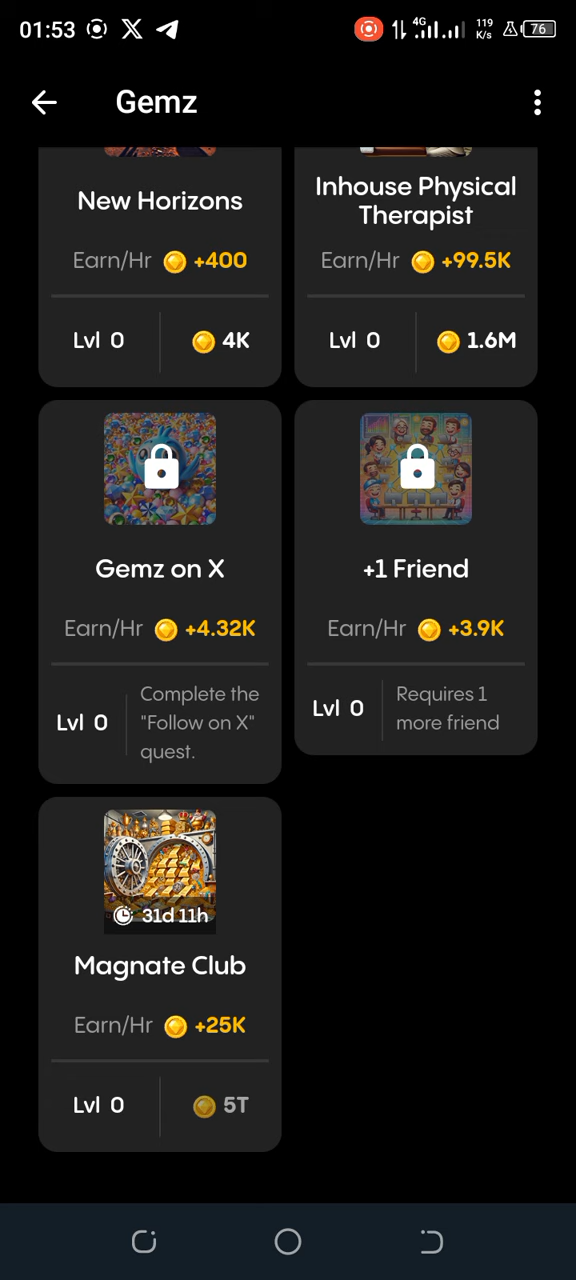 01:53
4G
119
K/s
76
Gemz
New Horizons
Earn/Hr +400
Lvl 0
4K
Inhouse Physical
Therapist
Earn/Hr +99.5K
Lvl 0
1.6M
Gemz on X
Earn/Hr +4.32K
Lvl 0
Complete the
"Follow on X"
quest.
+1 Friend
Earn/Hr +3.9K
Lvl 0
Requires 1
more friend
31d 11h
Magnate Club
Earn/Hr +25K
Lvl 0
5T